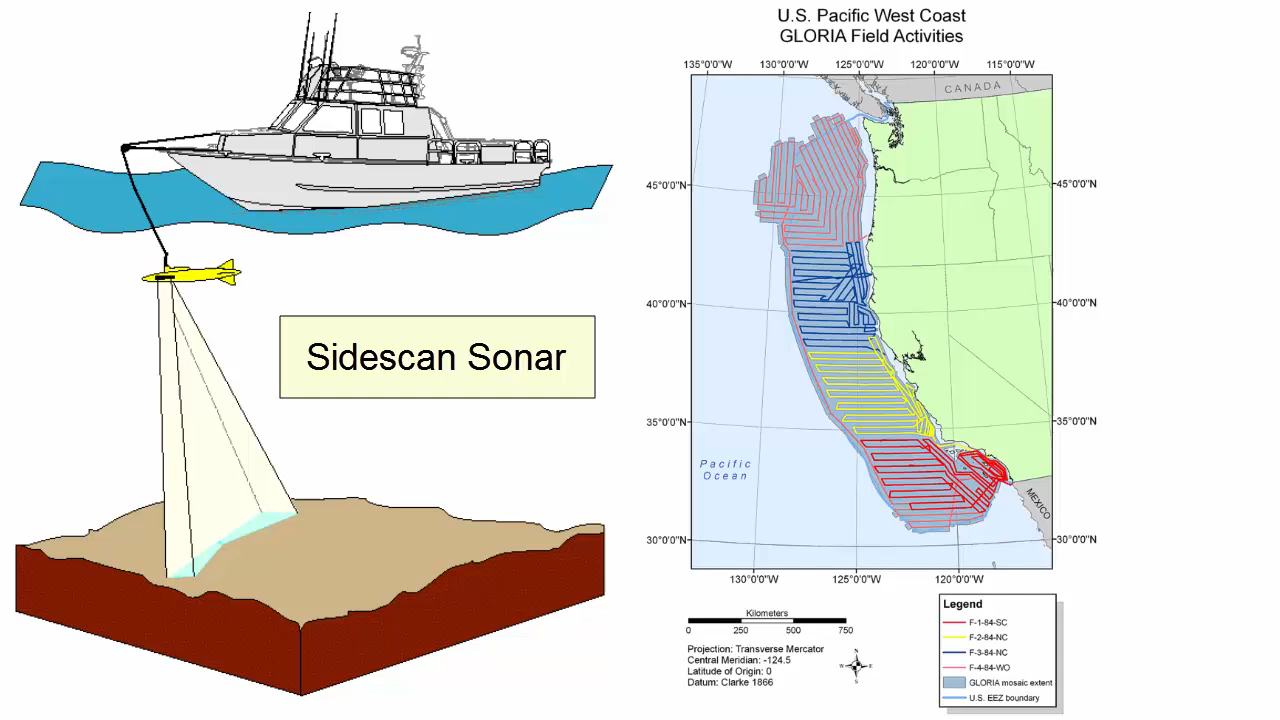 Sidescan Sonar
U.S. Pacific West Coast
GLORIA Field Activities
135°0'0"W 130°0'0"W 125°0'0"W 120°0'0"W 115°0'0"W
CANADA
45°0'0"N 45°0'0"N
40°0'0"N 40°0'0"N
35°0'0"N 35°0'0"N
Pacific
Ocean
MEXICO
30°0'0"N 30°0'0"N
130°0'0"W 125°0'0"W 120°0'0"W
Kilometers
0 250 500 750
Projection: Transverse Mercator
Central Meridian: -124.5
Latitude of Origin: 0
Datum: Clarke 1866
N
W E
S
Legend
F-1-84-SC
F-2-84-NC
F-3-84-NC
F-4-84-WO
GLORIA mosaic extent
U.S. EEZ boundary